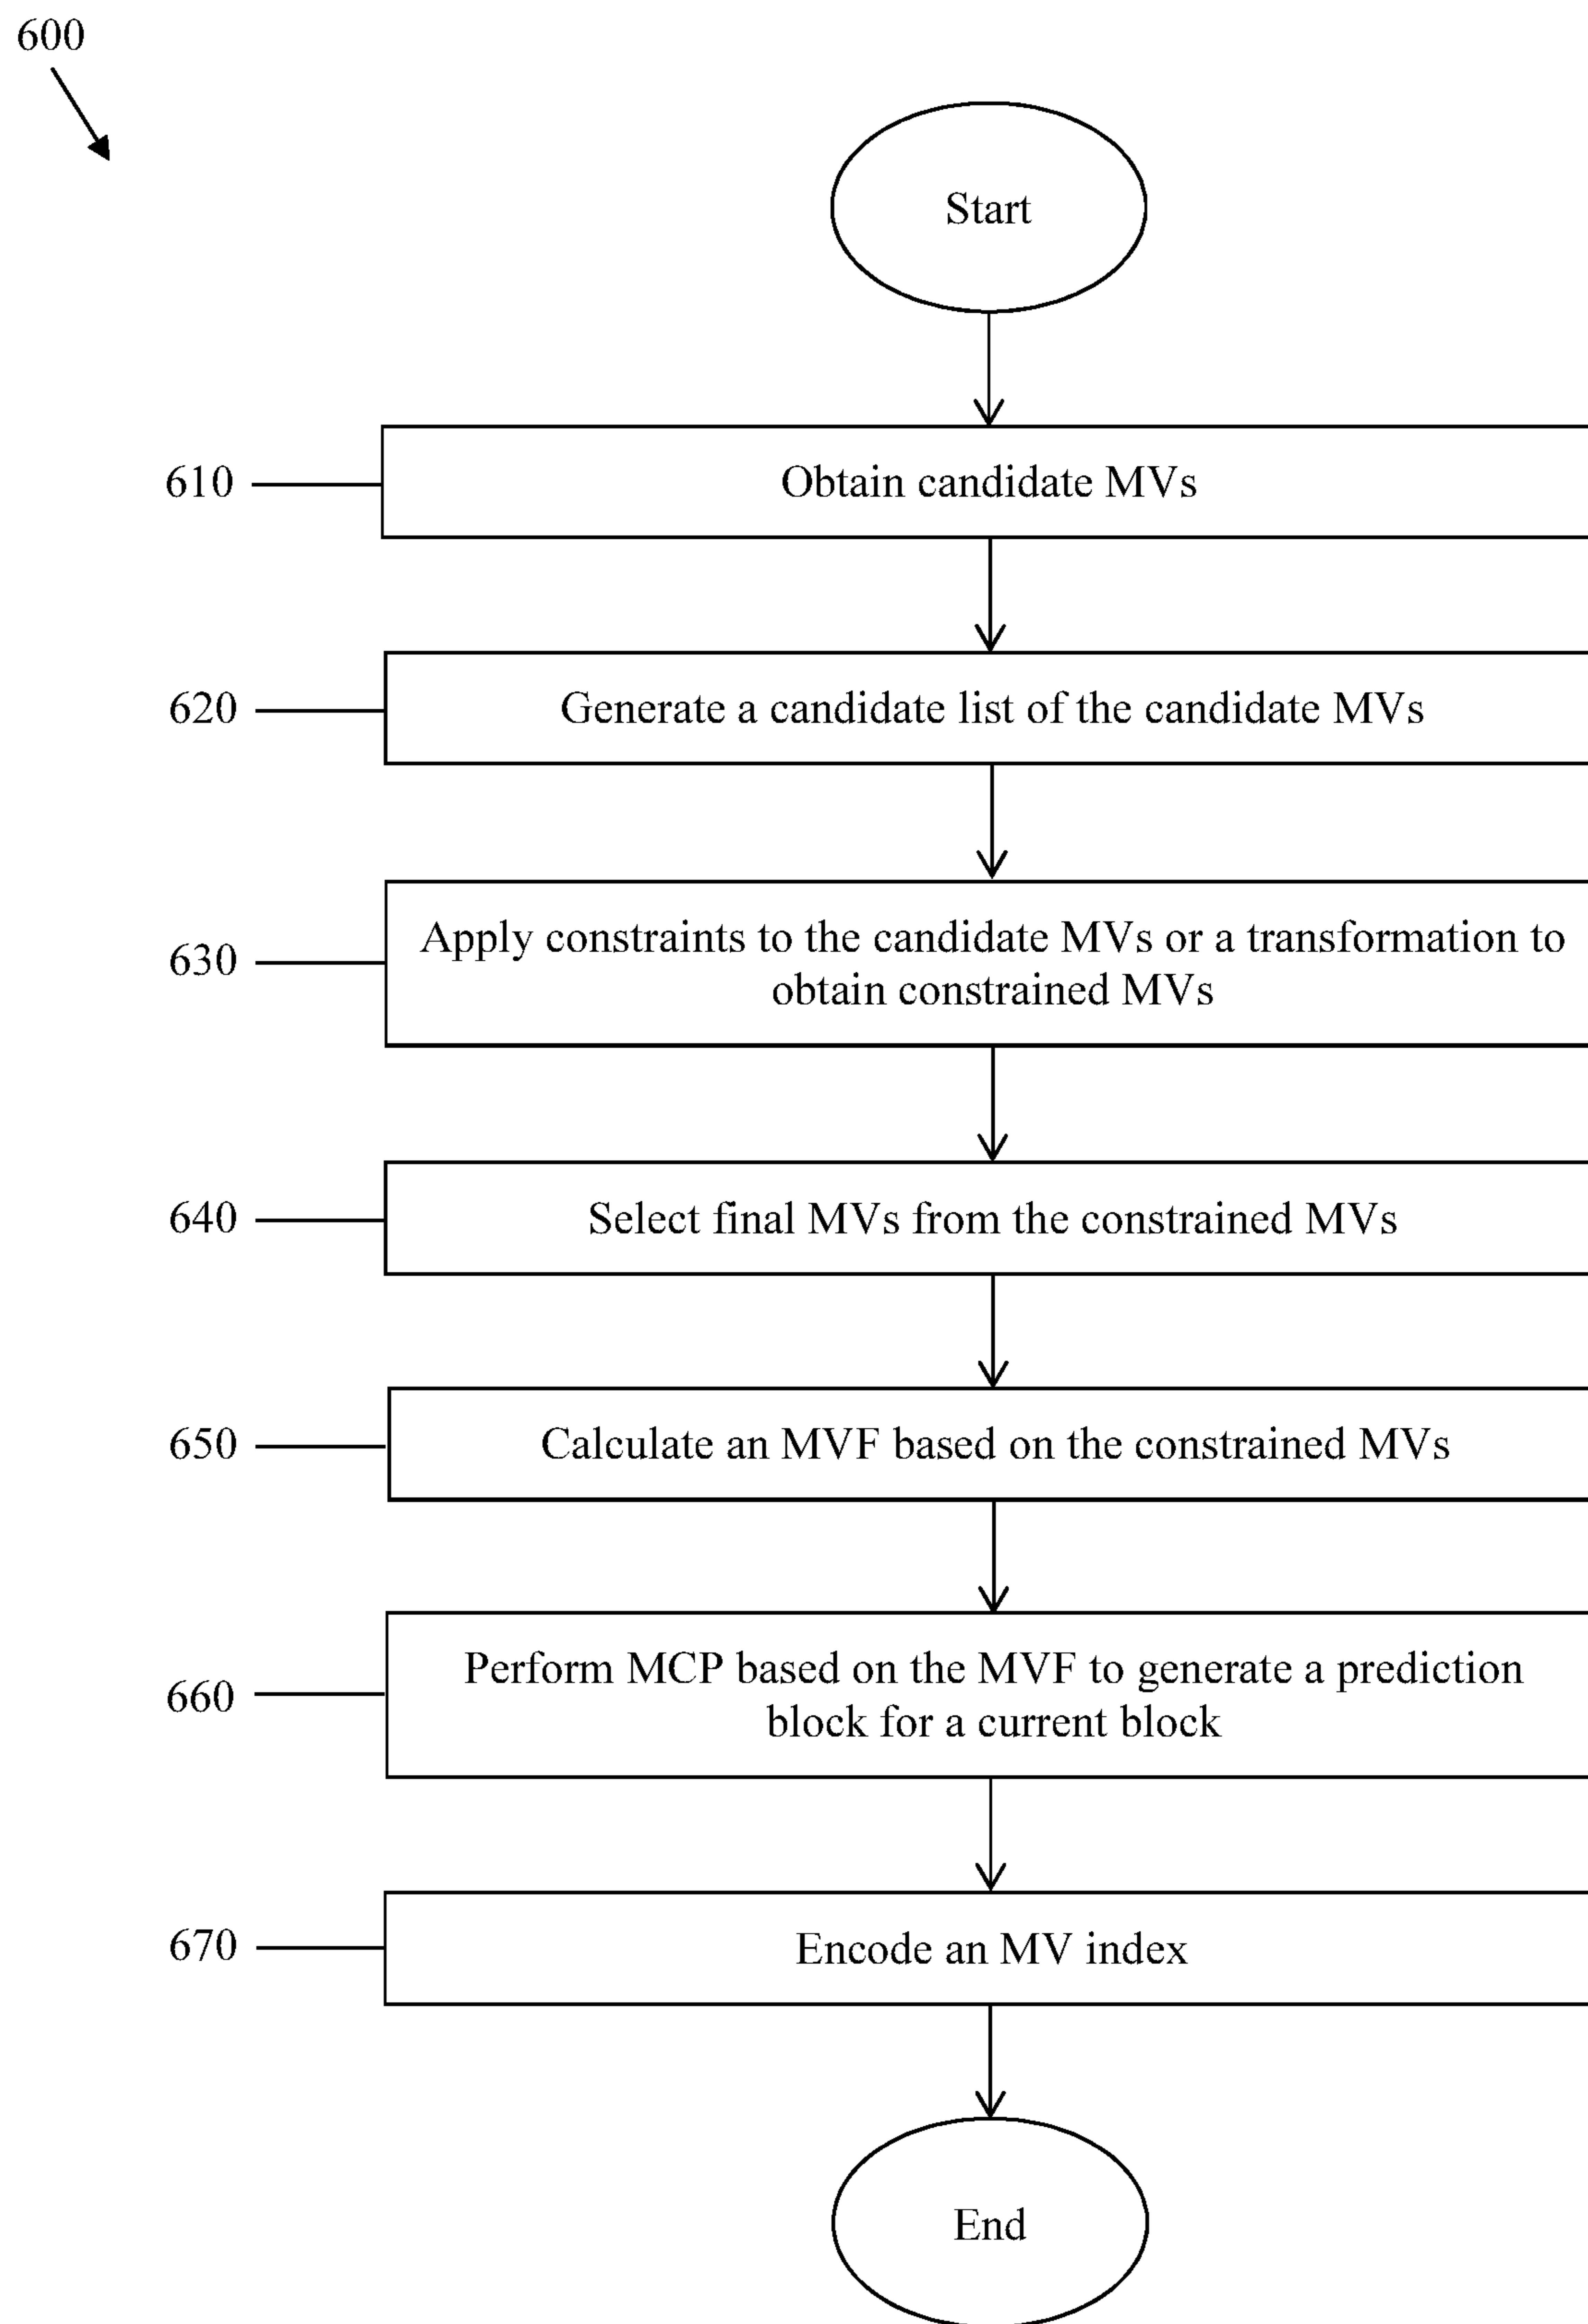 600
Start
610
Obtain candidate MVs
620
Generate a candidate list of the candidate MVs
630
Apply constraints to the candidate MVs or a transformation to
obtain constrained MVs
640
Select final MVs from the constrained MVs
650
Calculate an MVF based on the constrained MVs
660
Perform MCP based on the MVF to generate a prediction
block for a current block
670
Encode an MV index
End